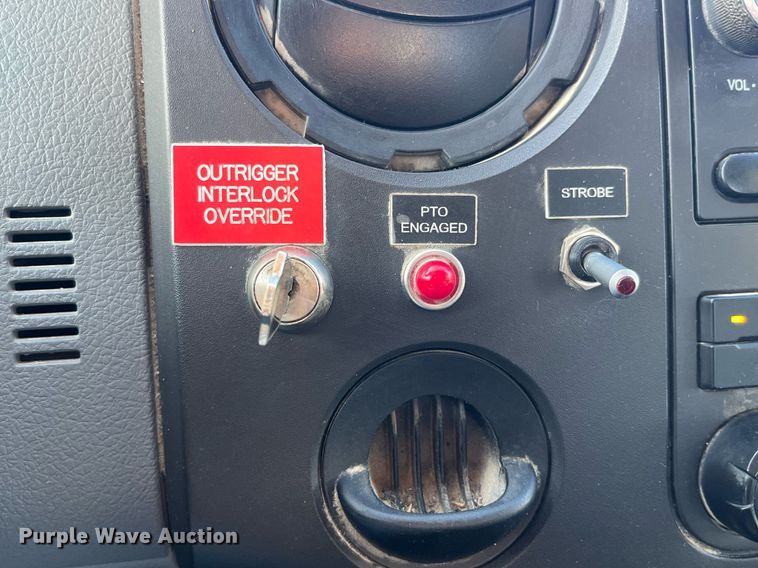 VOL-
OUTRIGGER
INTERLOCK
OVERRIDE
PTO
ENGAGED
STROBE
Purple Wave Auction